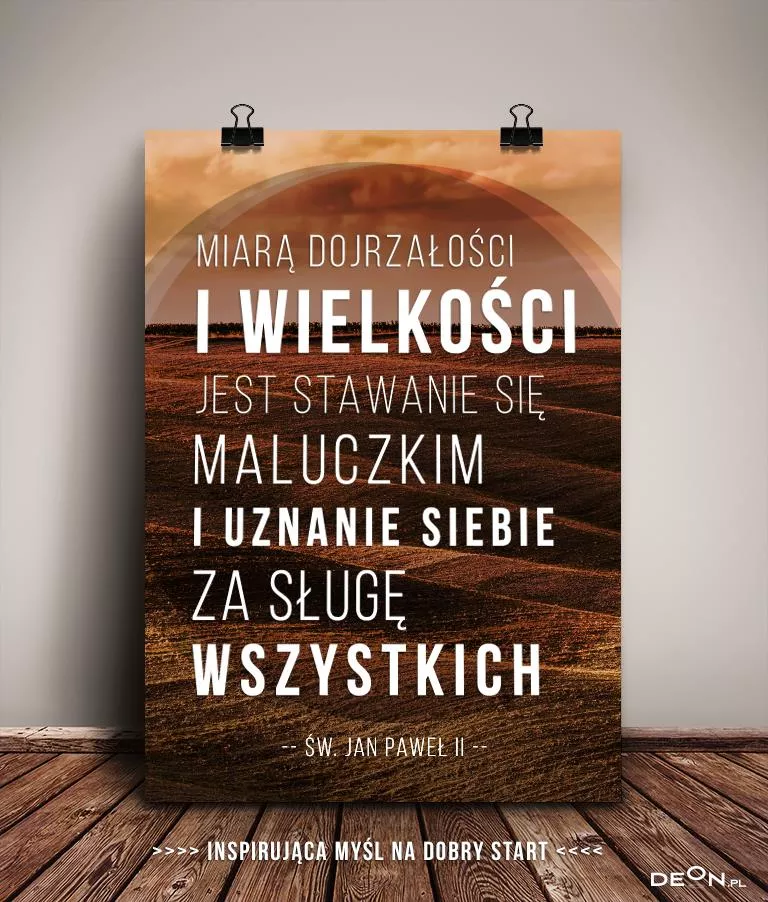 MIARĄ DOJRZAŁOŚCI
I WIELKOŚCI
JEST STAWANIE SIĘ
MALUCZKIM
I UZNANIE SIEBIE
ZA SŁUGĘ
WSZYSTKICH
-- ŚW. JAN PAWEŁ II --
>>>> INSPIRUJĄCA MYŚL NA DOBRY START <<<<
DEON.PL